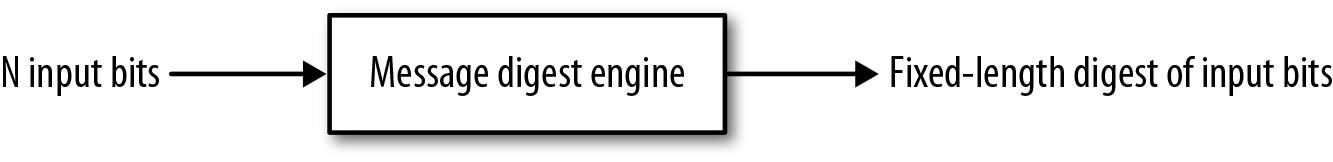 N input bits
Message digest engine
Fixed-length digest of input bits